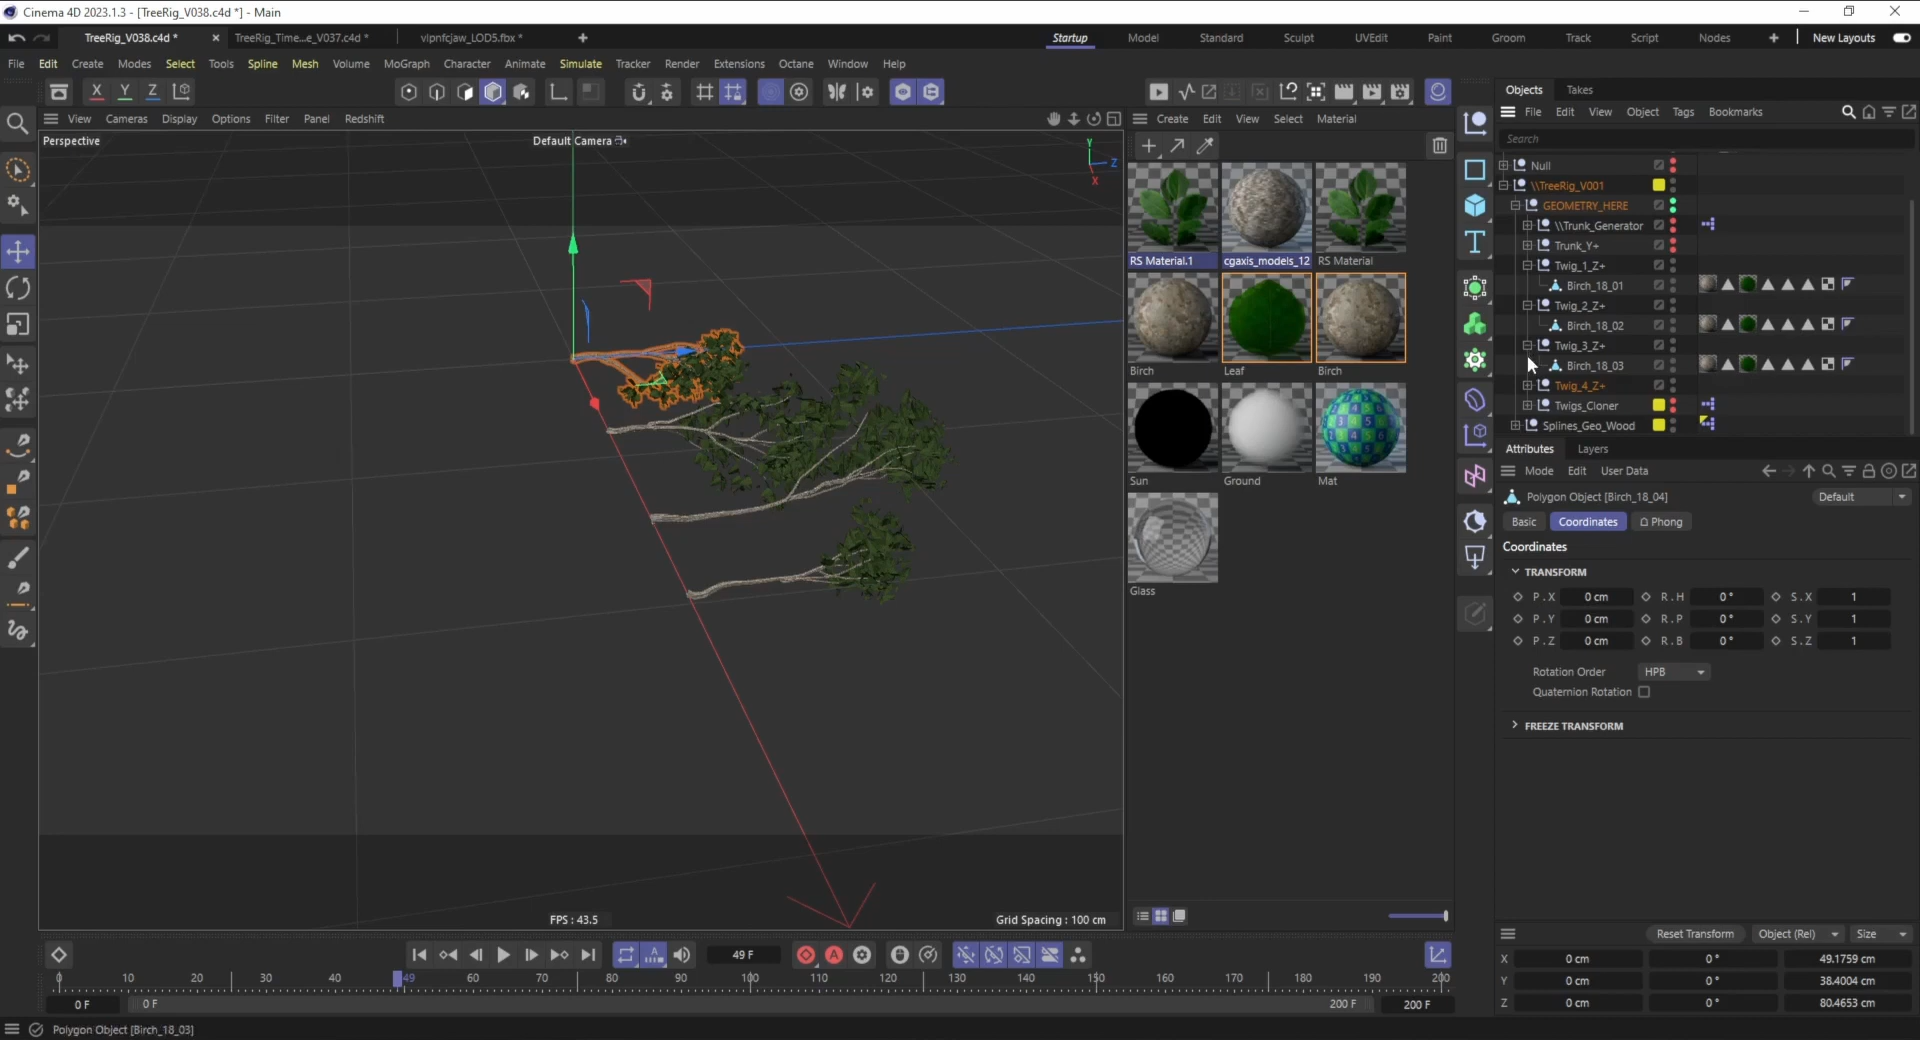 Cinema 4D 2023.1.3 - [TreeRig_V038.c4d *] - Main
TreeRig_V038.c4d *
TreeRig_Time...e_V037.c4d *
vlpnfcjaw_LOD5.fbx *
Startup
Model
Standard
Sculpt
UVEdit
Paint
Groom
Track
Script
Nodes
New Layouts
File Edit Create Modes Select Tools Spline Mesh Volume MoGraph Character Animate Simulate Tracker Render Extensions Octane Window Help
X Y Z
Objects Takes
View Cameras Display Options Filter Panel Redshift
Create Edit View Select Material
File Edit View Object Tags Bookmarks
Search
Perspective
Default Camera
Y
Z
X
RS Material.1
cgaxis_models_12
RS Material
Birch
Leaf
Birch
Sun
Ground
Mat
Glass
Null
\\TreeRig_V001
GEOMETRY_HERE
\\Trunk_Generator
Trunk_Y+
Twig_1_Z+
Birch_18_01
Twig_2_Z+
Birch_18_02
Twig_3_Z+
Birch_18_03
Twig_4_Z+
Twigs_Cloner
Splines_Geo_Wood
Attributes Layers
Mode Edit User Data
Polygon Object [Birch_18_04]
Default
Basic Coordinates Phong
Coordinates
TRANSFORM
P . X 0 cm R . H 0 ° S . X 1
P . Y 0 cm R . P 0 ° S . Y 1
P . Z 0 cm R . B 0 ° S . Z 1
Rotation Order HPB
Quaternion Rotation
FREEZE TRANSFORM
FPS : 43.5
Grid Spacing : 100 cm
49 F
0 10 20 30 40 49 60 70 80 90 100 110 120 130 140 150 160 170 180 190 200
0 F
0 F
200 F
200 F
Reset Transform Object (Rel) Size
X 0 cm 0 ° 49.1759 cm
Y 0 cm 0 ° 38.4004 cm
Z 0 cm 0 ° 80.4653 cm
Polygon Object [Birch_18_03]